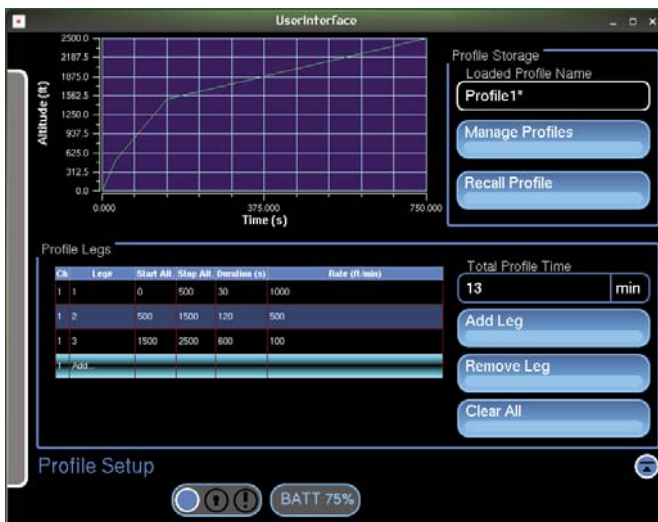 UserInterface
2500.0
2187.5
1875.0
1562.5
1250.0
937.5
625.0
312.5
0.0
Altitude (ft)
0.000 375.000 750.000
Time (s)
Profile Storage
Loaded Profile Name
Profile1*
Manage Profiles
Recall Profile
Profile Legs
Ch Leg# Start Alt. Stop Alt. Duration (s) Rate (ft/min)
1 1 0 500 30 1000
1 2 500 1500 120 500
1 3 1500 2500 600 100
1 Add...
Total Profile Time
13 min
Add Leg
Remove Leg
Clear All
Profile Setup
BATT 75%